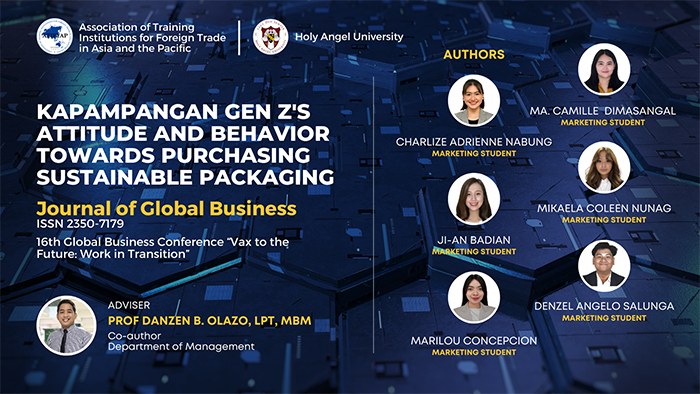 Association of Training
Institutions for Foreign Trade
in Asia and the Pacific
Holy Angel University
KAPAMPANGAN GEN Z'S
ATTITUDE AND BEHAVIOR
TOWARDS PURCHASING
SUSTAINABLE PACKAGING
Journal of Global Business
ISSN 2350-7179
16th Global Business Conference “Vax to the
Future: Work in Transition”
ADVISER
PROF DANZEN B. OLAZO, LPT, MBM
Co-author
Department of Management
AUTHORS
MA. CAMILLE DIMASANGAL
MARKETING STUDENT
CHARLIZE ADRIENNE NABUNG
MARKETING STUDENT
MIKAELA COLEEN NUNAG
MARKETING STUDENT
JI-AN BADIAN
MARKETING STUDENT
DENZEL ANGELO SALUNGA
MARKETING STUDENT
MARILOU CONCEPCION
MARKETING STUDENT